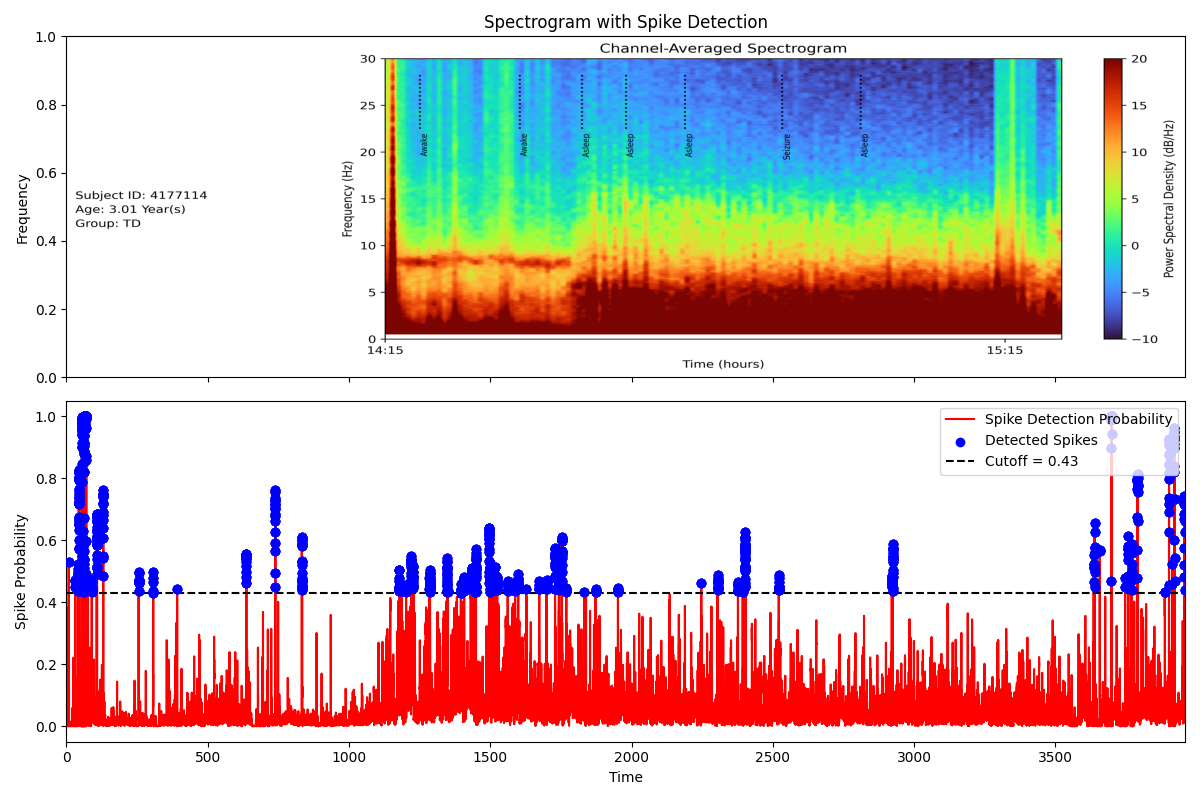 Spectrogram with Spike Detection
Channel-Averaged Spectrogram
Frequency
1.0
0.8
0.6
0.4
0.2
0.0
Subject ID: 4177114
Age: 3.01 Year(s)
Group: TD
Frequency (Hz)
30
25
20
15
10
5
0
Awake
Awake
Asleep
Asleep
Asleep
Seizure
Asleep
14:15
15:15
Time (hours)
20
15
10
5
0
−5
−10
Power Spectral Density (dB/Hz)
Spike Probability
1.0
0.8
0.6
0.4
0.2
0.0
Spike Detection Probability
Detected Spikes
Cutoff = 0.43
0 500 1000 1500 2000 2500 3000 3500
Time